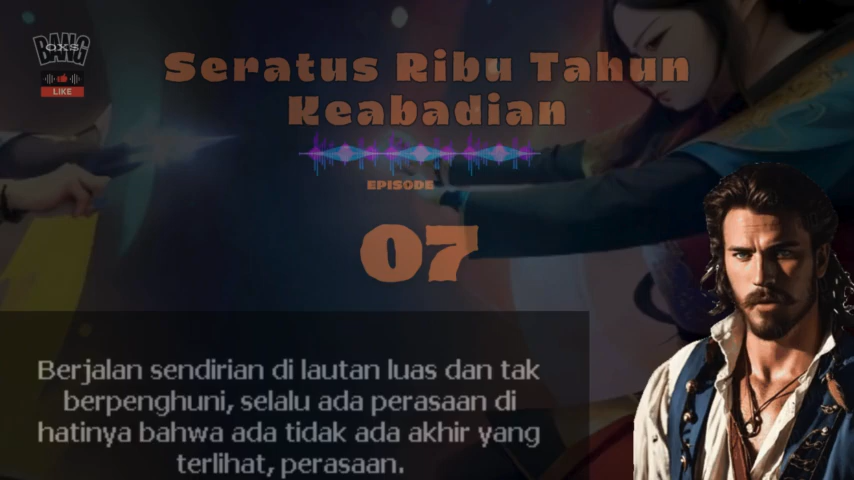 BANG
OXS
LIKE
Seratus Ribu Tahun
Keabadian
EPISODE
07
Berjalan sendirian di lautan luas dan tak
berpenghuni, selalu ada perasaan di
hatinya bahwa ada tidak ada akhir yang
terlihat, perasaan.